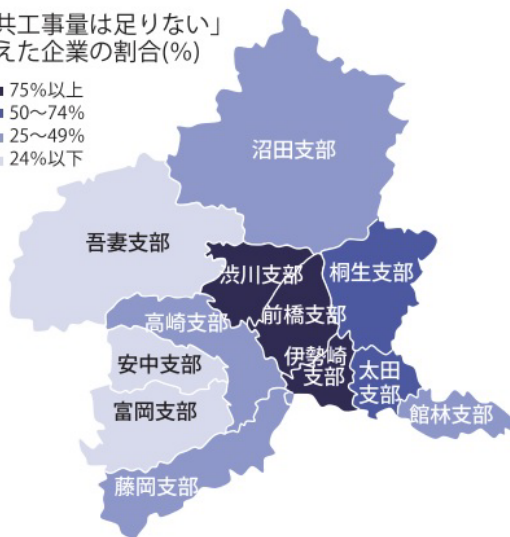 共工事量は足りない」
えた企業の割合(%)
75%以上
50〜74%
25〜49%
24%以下
沼田支部
吾妻支部
渋川支部
桐生支部
前橋支部
高崎支部
伊勢崎
支部
安中支部
太田
支部
富岡支部
館林支部
藤岡支部